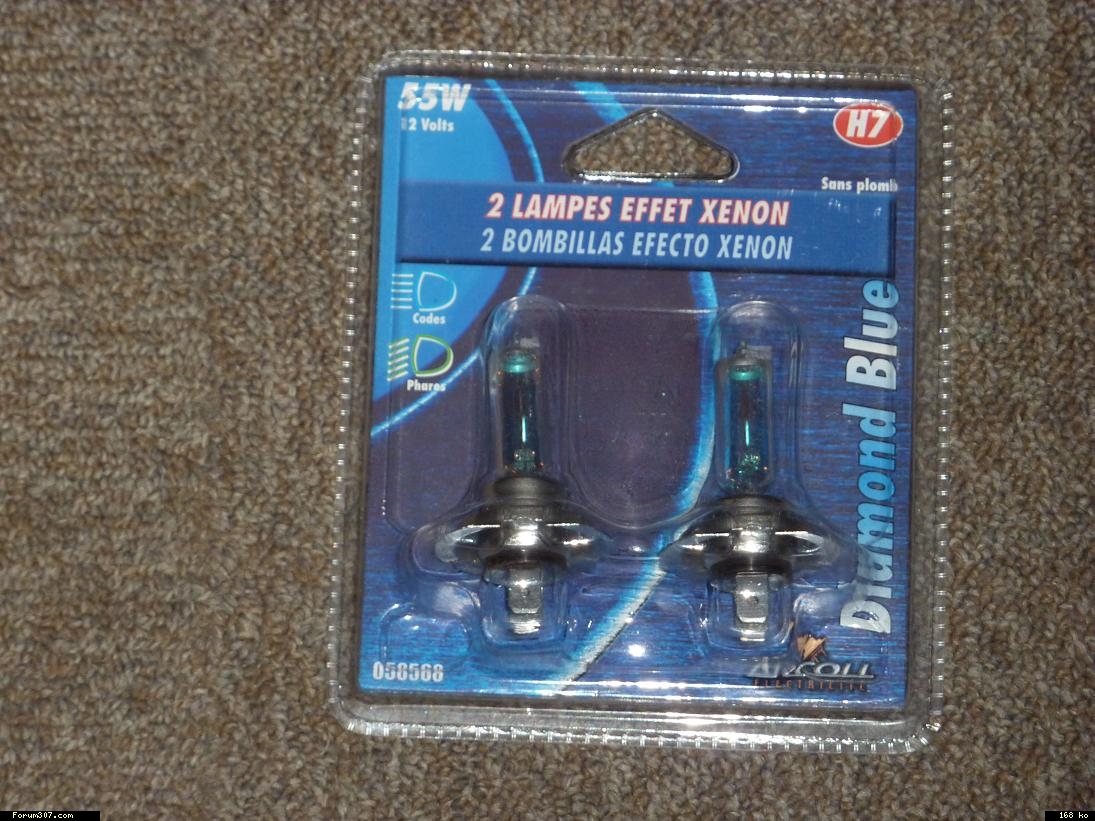 55W
12 Volts
H7
Sans plomb
2 LAMPES EFFET XENON
2 BOMBILLAS EFECTO XENON
Codes
Phares
Diamond Blue
058568
ELECTRICITE
Forum307.com
168 ko